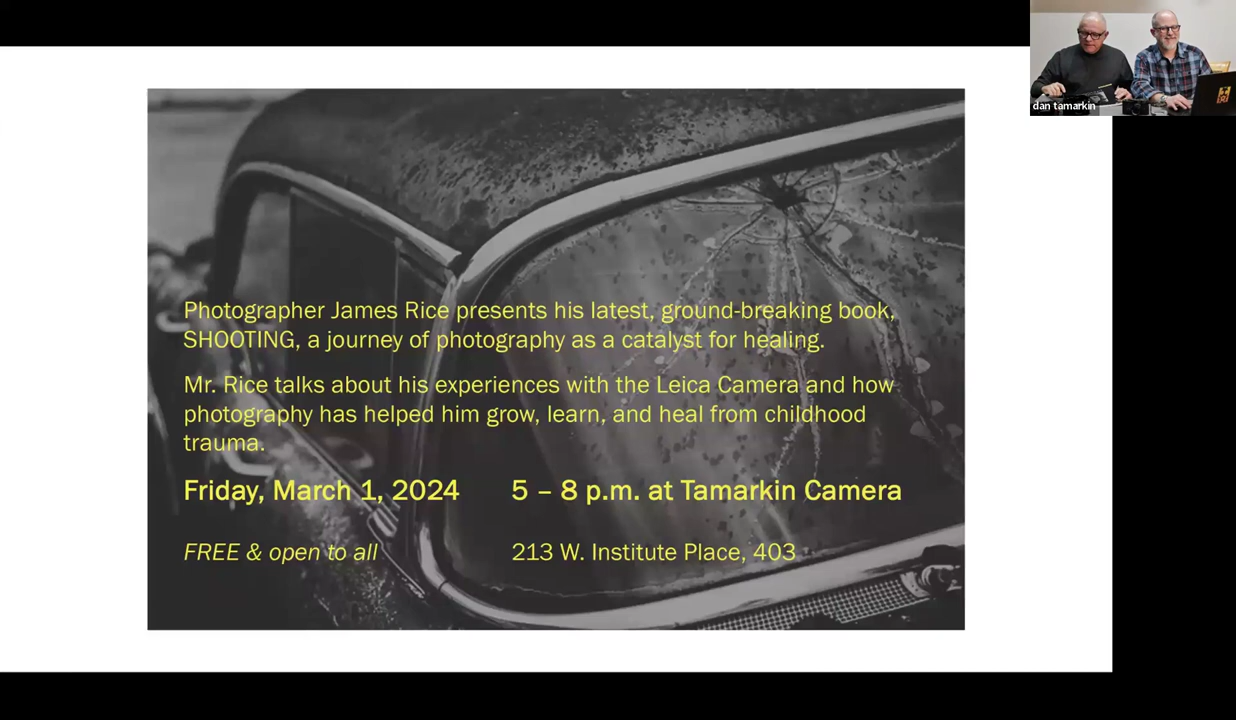 dan tamarkin
Photographer James Rice presents his latest, ground-breaking book,
SHOOTING, a journey of photography as a catalyst for healing.
Mr. Rice talks about his experiences with the Leica Camera and how
photography has helped him grow, learn, and heal from childhood
trauma.
Friday, March 1, 2024 5 – 8 p.m. at Tamarkin Camera
FREE & open to all 213 W. Institute Place, 403